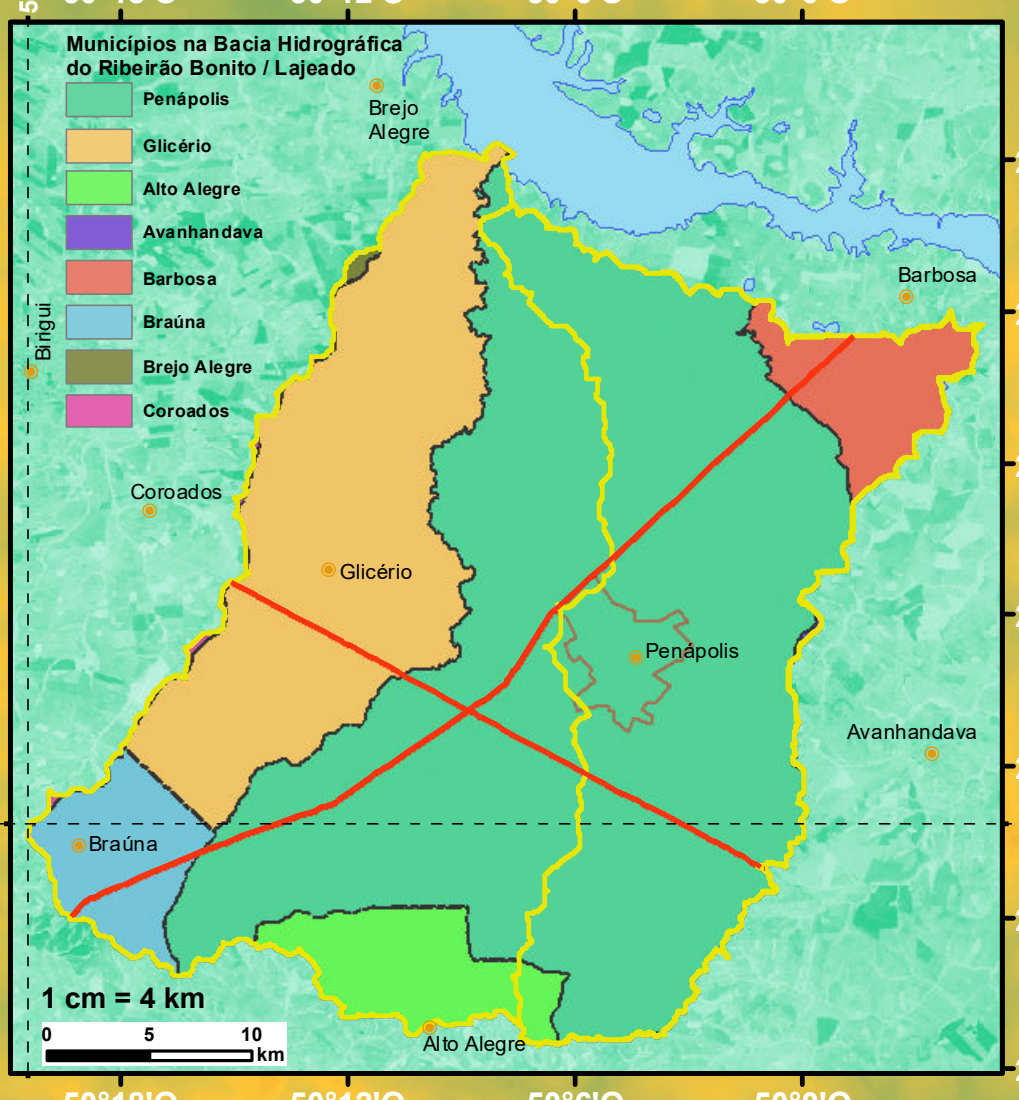 Municípios na Bacia Hidrográfica
do Ribeirão Bonito / Lajeado
Penápolis
Glicério
Alto Alegre
Avanhandava
Barbosa
Braúna
Brejo Alegre
Coroados
Brejo
Alegre
Barbosa
Birigui
Coroados
Glicério
Penápolis
Avanhandava
Braúna
Alto Alegre
1 cm = 4 km
0 5 10
km